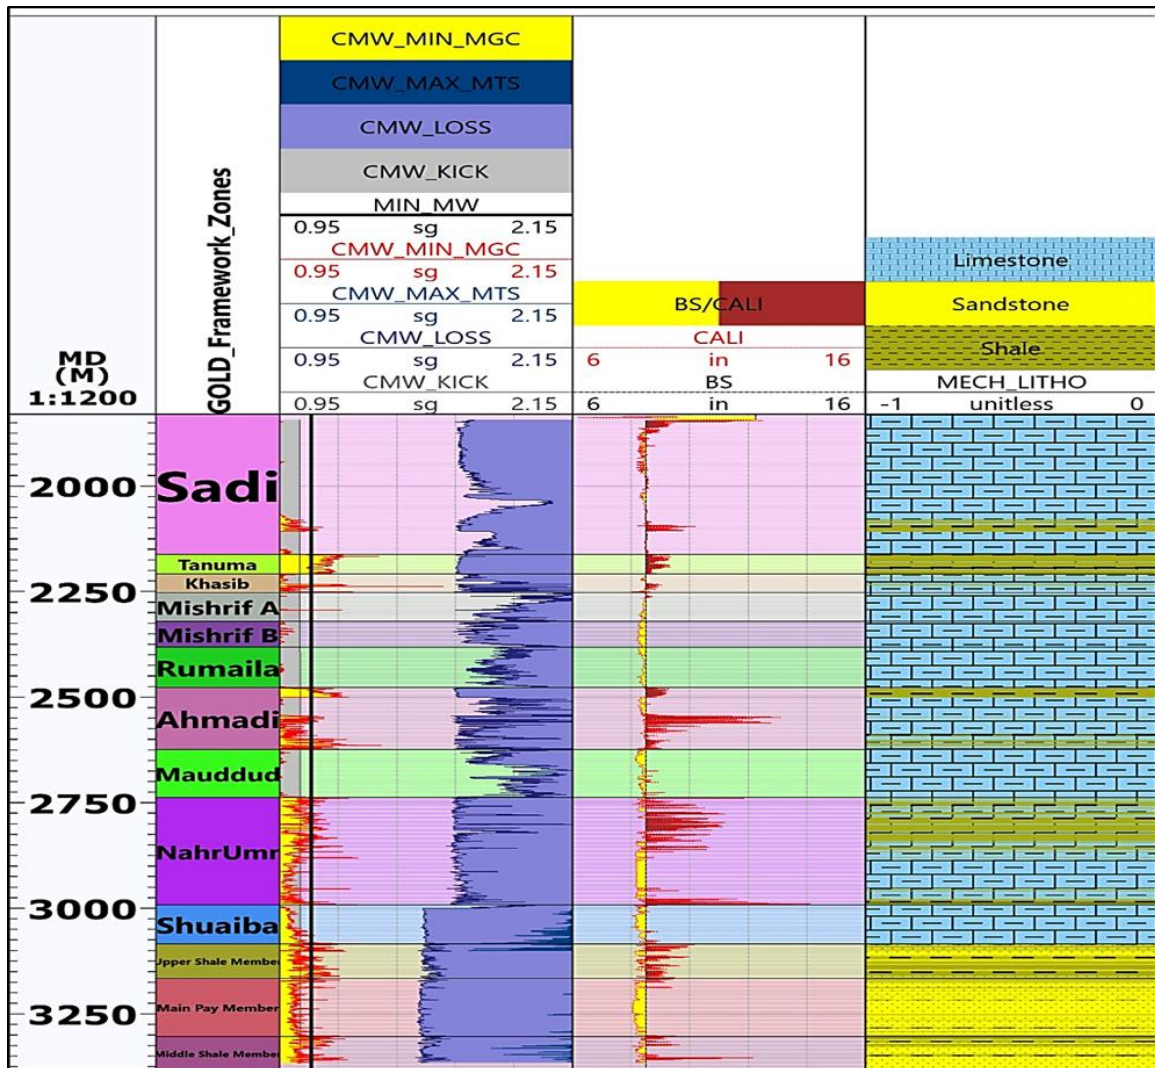 CMW_MIN_MGC
CMW_MAX_MTS
CMW_LOSS
CMW_KICK
MIN_MW
0.95 sg 2.15
CMW_MIN_MGC
0.95 sg 2.15
CMW_MAX_MTS
0.95 sg 2.15
CMW_LOSS
0.95 sg 2.15
CMW_KICK
0.95 sg 2.15
MD
(M)
1:1200
GOLD_Framework_Zones
BS/CALI
CALI
6 in 16
BS
6 in 16
Limestone
Sandstone
Shale
MECH_LITHO
-1 unitless 0
2000
2250
2500
2750
3000
3250
Sadi
Tanuma
Khasib
Mishrif A
Mishrif B
Rumaila
Ahmadi
Mauddud
NahrUmr
Shuaiba
Upper Shale Member
Main Pay Member
Middle Shale Member